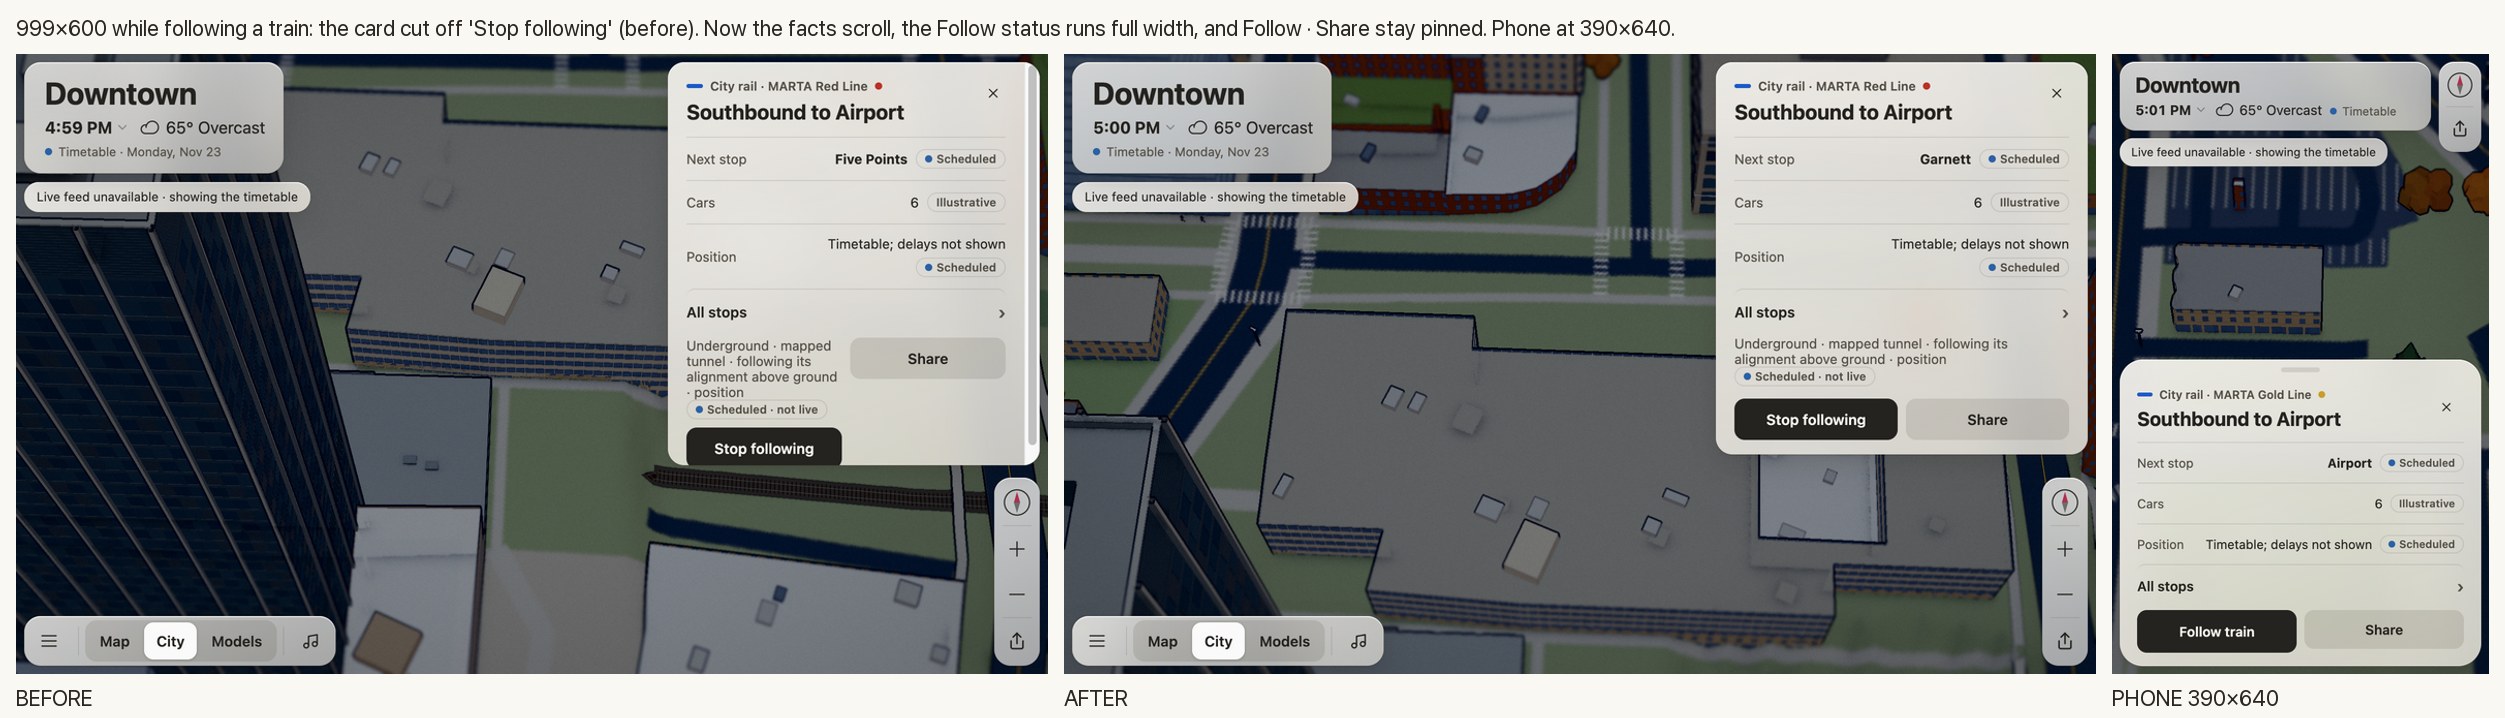 999×600 while following a train: the card cut off 'Stop following' (before). Now the facts scroll, the Follow status runs full width, and Follow · Share stay pinned. Phone at 390×640.
Downtown
4:59 PM 65° Overcast
Timetable · Monday, Nov 23
Live feed unavailable · showing the timetable
City rail · MARTA Red Line
Southbound to Airport
Next stop Five Points Scheduled
Cars 6 Illustrative
Position Timetable; delays not shown
Scheduled
All stops
Underground · mapped
tunnel · following its
alignment above ground
· position
Scheduled · not live
Share
Stop following
Map City Models
BEFORE
Downtown
5:00 PM 65° Overcast
Timetable · Monday, Nov 23
Live feed unavailable · showing the timetable
City rail · MARTA Red Line
Southbound to Airport
Next stop Garnett Scheduled
Cars 6 Illustrative
Position Timetable; delays not shown
Scheduled
All stops
Underground · mapped tunnel · following its
alignment above ground · position
Scheduled · not live
Stop following Share
Map City Models
AFTER
Downtown
5:01 PM 65° Overcast Timetable
Live feed unavailable · showing the timetable
City rail · MARTA Gold Line
Southbound to Airport
Next stop Airport Scheduled
Cars 6 Illustrative
Position Timetable; delays not shown Scheduled
All stops
Follow train Share
PHONE 390×640